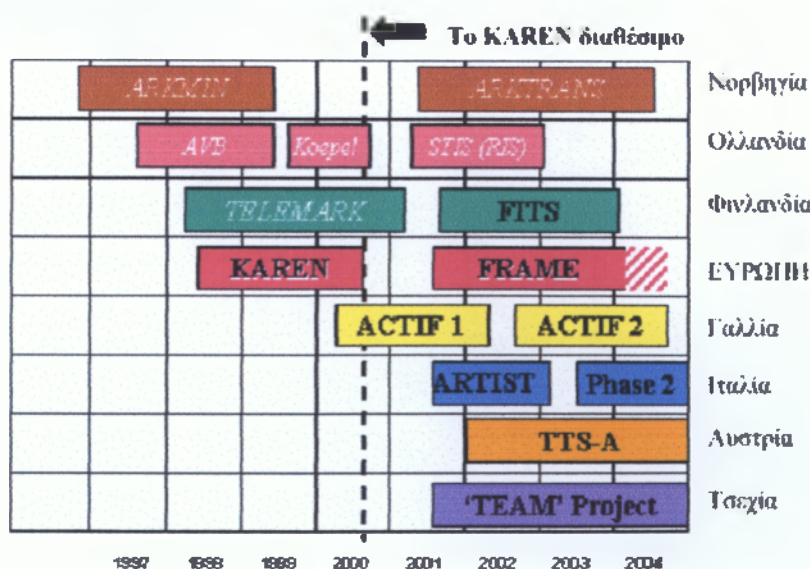 Το KAREN διαθέσιμο
ARKMIN ARKTRANS Νορβηγία
AVB Koepel STIS (RIS) Ολλανδία
TELEMARK FITS Φινλανδία
KAREN FRAME ΕΥΡΩΠΗ
ACTIF 1 ACTIF 2 Γαλλία
ARTIST Phase 2 Ιταλία
TTS-A Αυστρία
'TEAM' Project Τσεχία
1997 1998 1999 2000 2001 2002 2003 2004